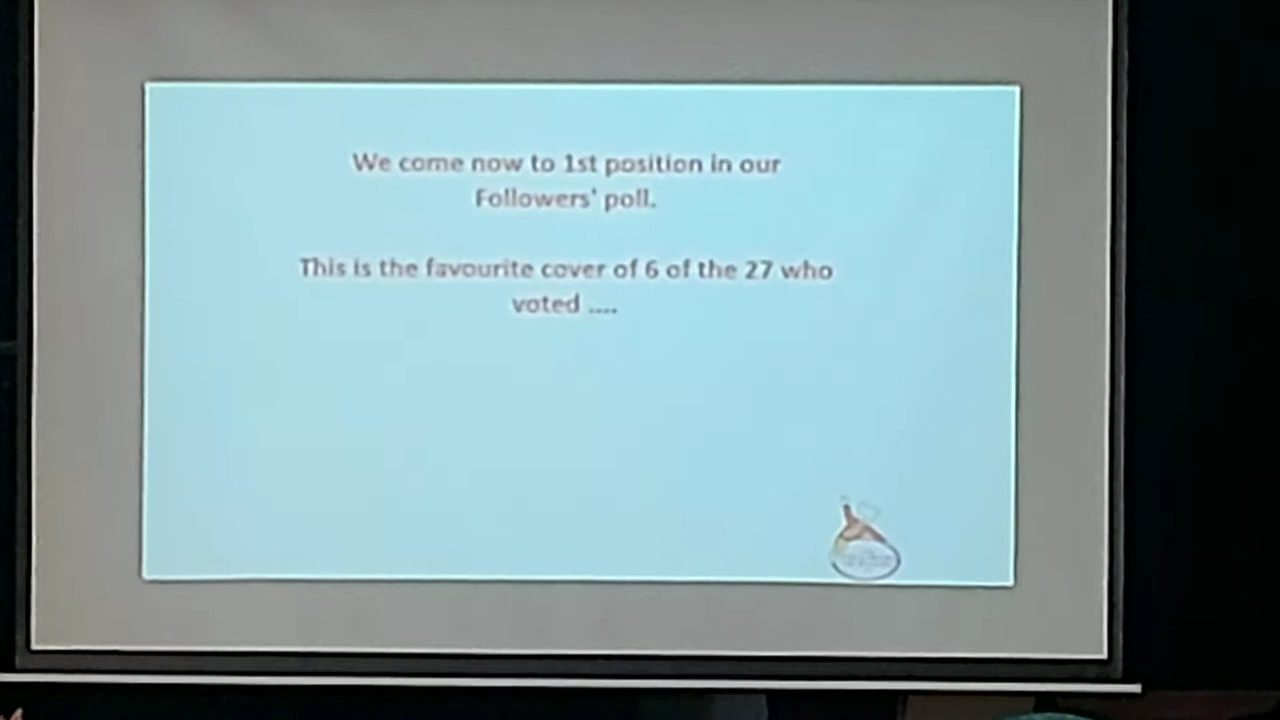 We come now to 1st position in our
Followers' poll.
This is the favourite cover of 6 of the 27 who
voted ....